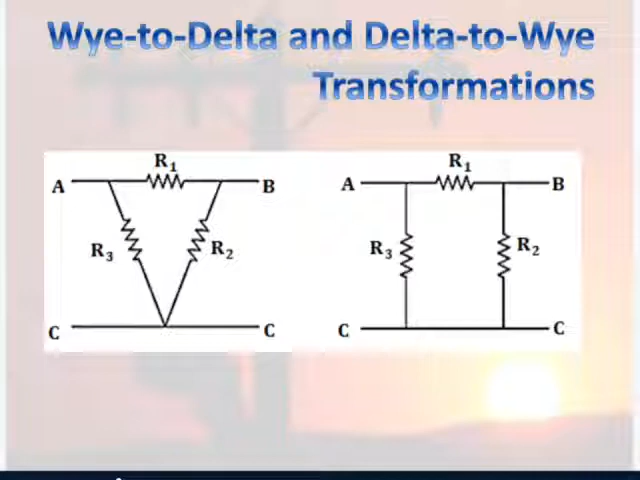 Wye-to-Delta and Delta-to-Wye
Transformations
R1
A
B
R3
R2
C
C
R1
A
B
R3
R2
C
C